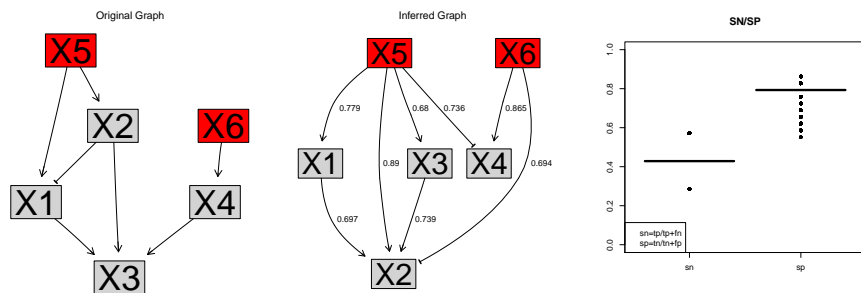 Original Graph
X5
X2
X6
X1
X4
X3
Inferred Graph
X5
X6
0.779
0.68
0.736
0.865
X1
0.89
X3
X4
0.694
0.697
0.739
X2
SN/SP
1.0
0.8
0.6
0.4
0.2
0.0
sn=tp/tp+fn
sp=tn/tn+fp
sn
sp